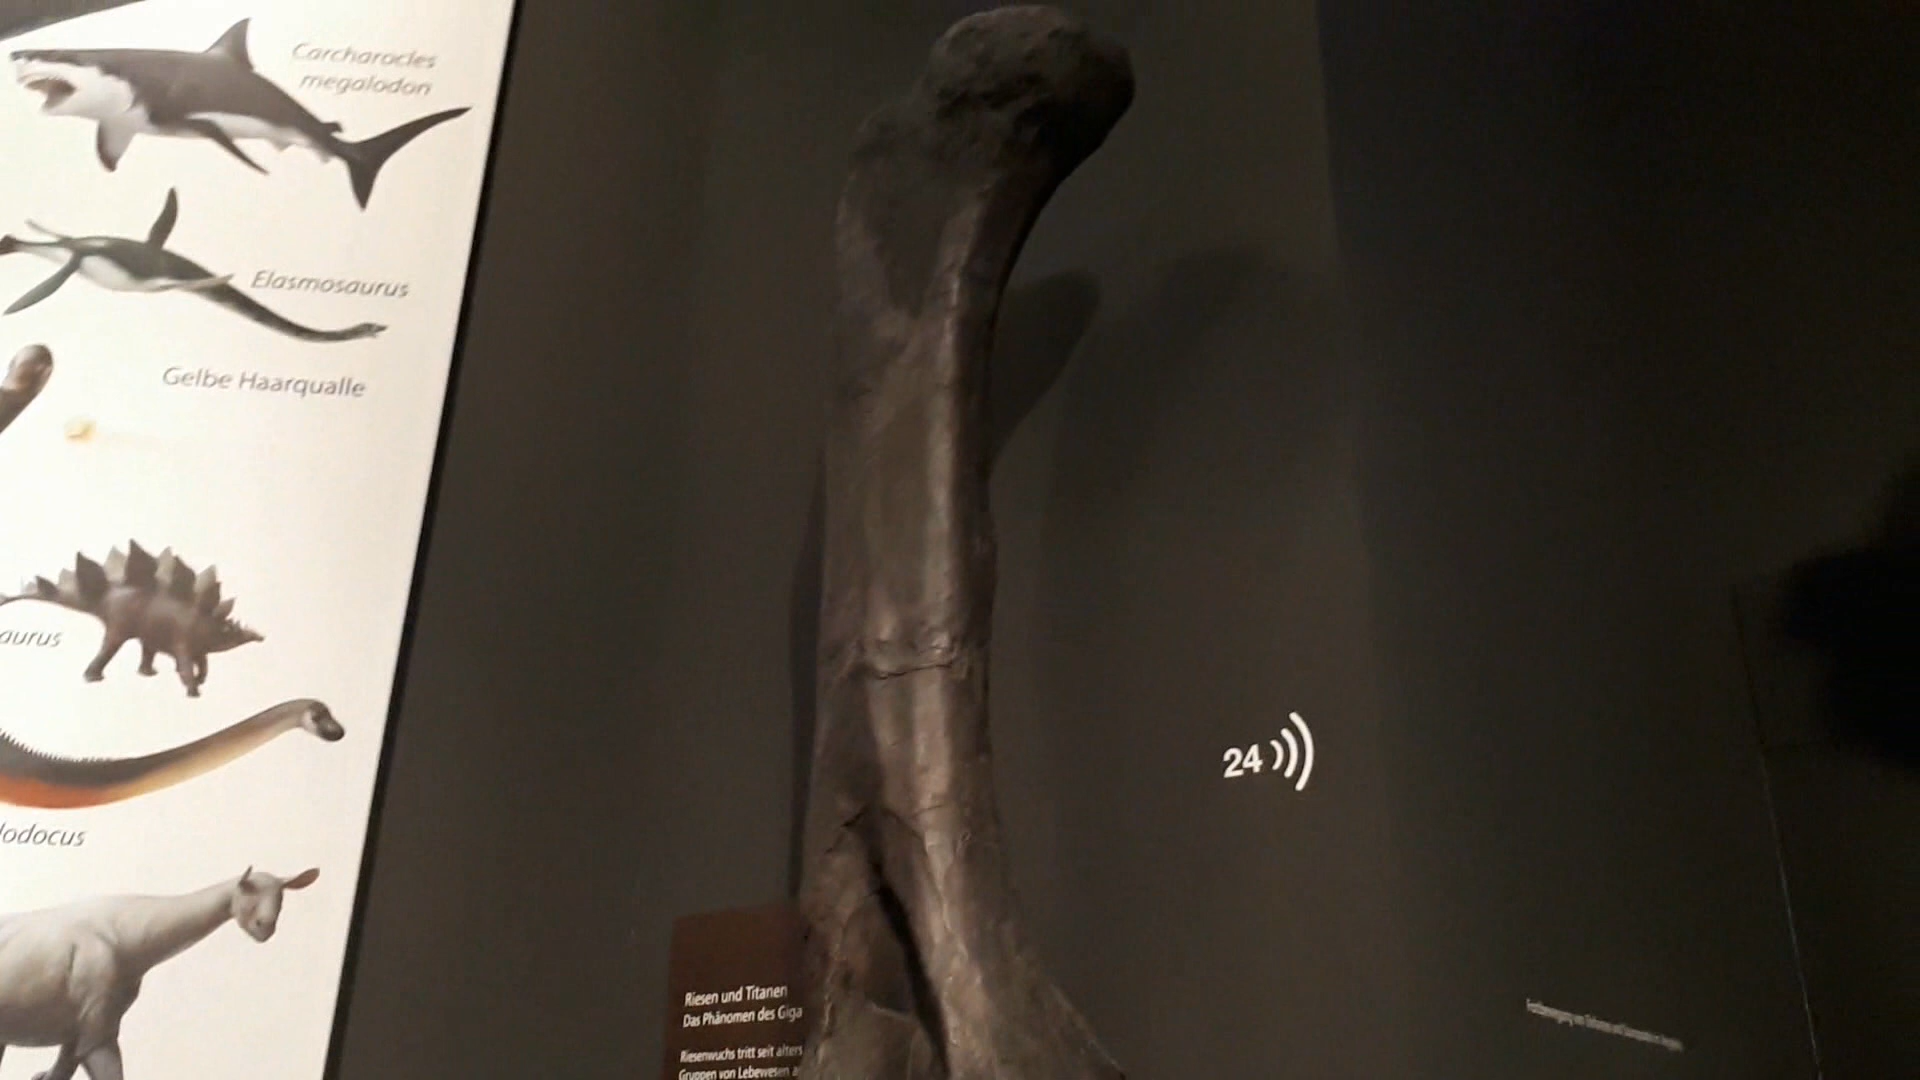 Carcharocles
megalodon
Elasmosaurus
Gelbe Haarqualle
aurus
lodocus
24
Riesen und Titanen
Das Phänomen des Giga
Riesenwuchs tritt seit alters
Gruppen von Lebewesen a